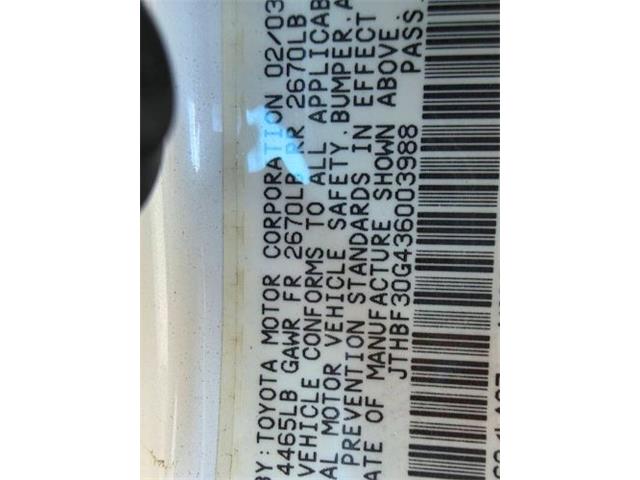 BY:TOYOTA MOTOR CORPORATION 02/03
4465LB GAWR FR 2670LB RR 2670LB
VEHICLE CONFORMS TO ALL APPLICAB
AL MOTOR VEHICLE SAFETY,BUMPER,A
PREVENTION STANDARDS IN EFFECT
ATE OF MANUFACTURE SHOWN ABOVE
JTHBF30G436003988 PASS